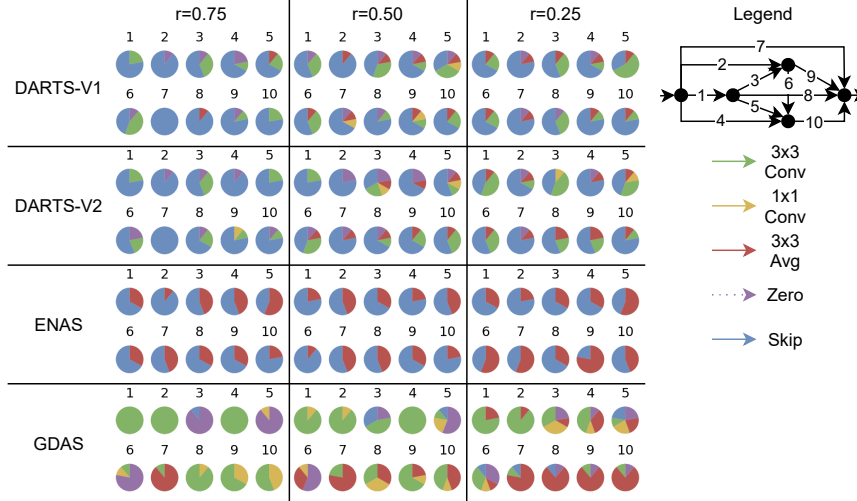 r=0.75 r=0.50 r=0.25 Legend
1 2 3 4 5 1 2 3 4 5 1 2 3 4 5
DARTS-V1
6 7 8 9 10 6 7 8 9 10 6 7 8 9 10
1 2 3 4 5 1 2 3 4 5 1 2 3 4 5
DARTS-V2
6 7 8 9 10 6 7 8 9 10 6 7 8 9 10
1 2 3 4 5 1 2 3 4 5 1 2 3 4 5
ENAS
6 7 8 9 10 6 7 8 9 10 6 7 8 9 10
1 2 3 4 5 1 2 3 4 5 1 2 3 4 5
GDAS
6 7 8 9 10 6 7 8 9 10 6 7 8 9 10
7
2
3 6 9
1 8
5
4 10
3x3
Conv
1x1
Conv
3x3
Avg
Zero
Skip